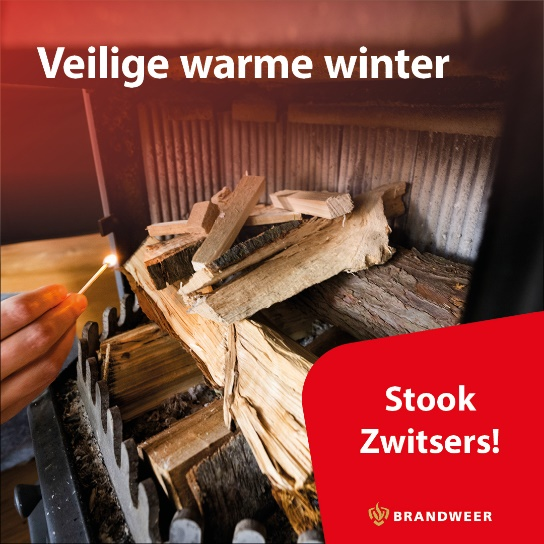 Veilige warme winter
Stook
Zwitsers!
BRANDWEER